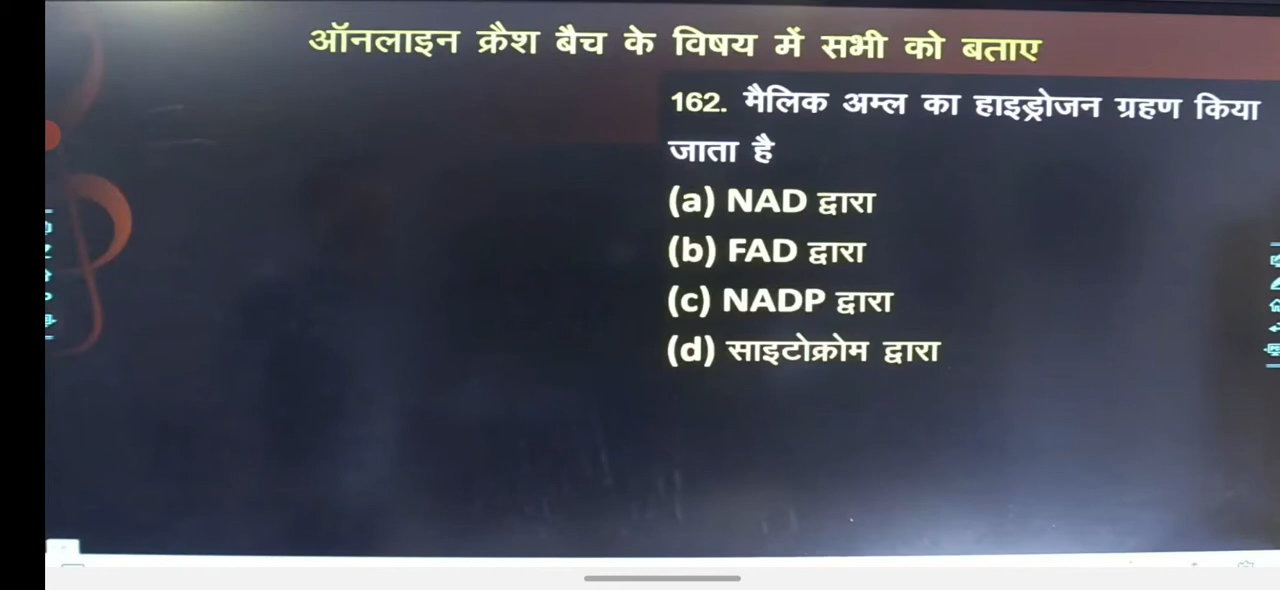 ऑनलाइन क्रैश बैच के विषय में सभी को बताए
162. मैलिक अम्ल का हाइड्रोजन ग्रहण किया
जाता है
(a) NAD द्वारा
(b) FAD द्वारा
(c) NADP द्वारा
(d) साइटोक्रोम द्वारा